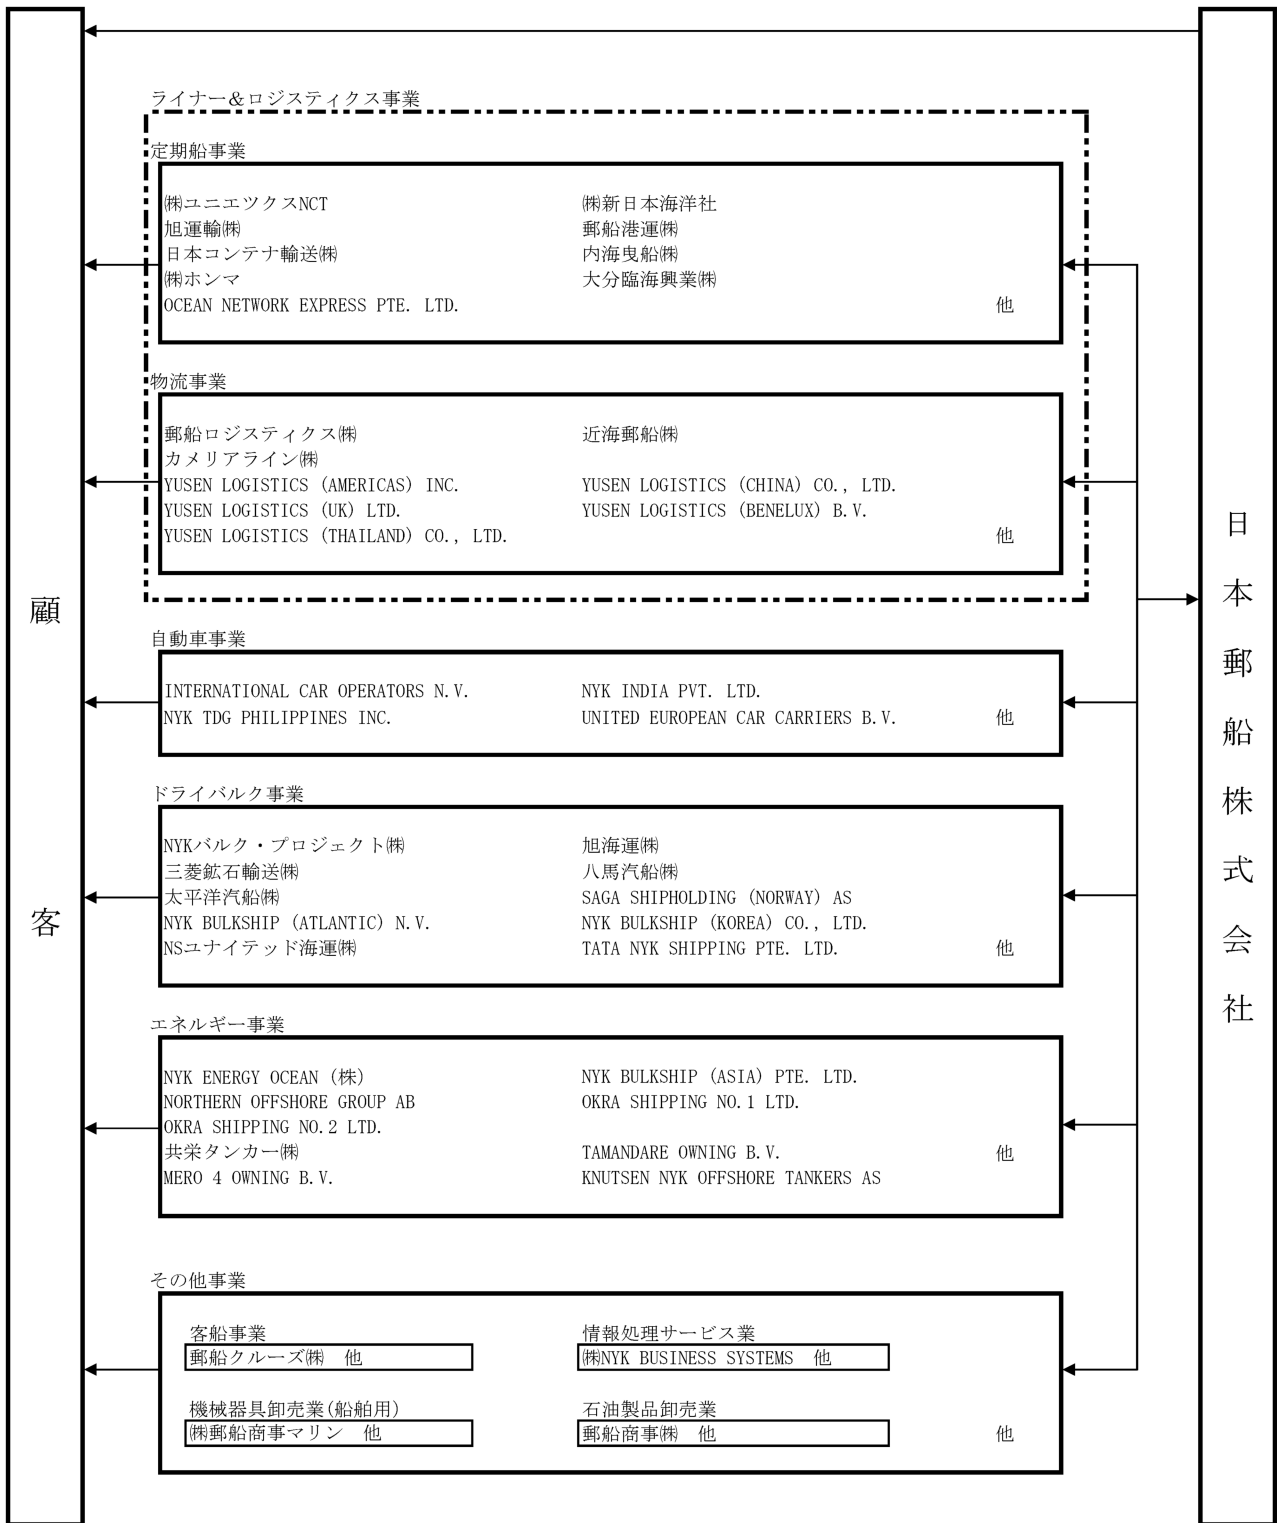 ライナー＆ロジスティクス事業
定期船事業
㈱ユニエツクスNCT　㈱新日本海洋社
旭運輸㈱　郵船港運㈱
日本コンテナ輸送㈱　内海曳船㈱
㈱ホンマ　大分臨海興業㈱
OCEAN NETWORK EXPRESS PTE. LTD.　他
物流事業
郵船ロジスティクス㈱　近海郵船㈱
カメリアライン㈱
YUSEN LOGISTICS (AMERICAS) INC.　YUSEN LOGISTICS (CHINA) CO., LTD.
YUSEN LOGISTICS (UK) LTD.　YUSEN LOGISTICS (BENELUX) B.V.
YUSEN LOGISTICS (THAILAND) CO., LTD.　他
自動車事業
INTERNATIONAL CAR OPERATORS N.V.　NYK INDIA PVT. LTD.
NYK TDG PHILIPPINES INC.　UNITED EUROPEAN CAR CARRIERS B.V.　他
ドライバルク事業
NYKバルク・プロジェクト㈱　旭海運㈱
三菱鉱石輸送㈱　八馬汽船㈱
太平洋汽船㈱　SAGA SHIPHOLDING (NORWAY) AS
NYK BULKSHIP (ATLANTIC) N.V.　NYK BULKSHIP (KOREA) CO., LTD.
NSユナイテッド海運㈱　TATA NYK SHIPPING PTE. LTD.　他
エネルギー事業
NYK ENERGY OCEAN (株)　NYK BULKSHIP (ASIA) PTE. LTD.
NORTHERN OFFSHORE GROUP AB　OKRA SHIPPING NO.1 LTD.
OKRA SHIPPING NO.2 LTD.
共栄タンカー㈱　TAMANDARE OWNING B.V.　他
MERO 4 OWNING B.V.　KNUTSEN NYK OFFSHORE TANKERS AS
その他事業
客船事業　情報処理サービス業
郵船クルーズ㈱　他　㈱NYK BUSINESS SYSTEMS　他
機械器具卸売業(船舶用)　石油製品卸売業
㈱郵船商事マリン　他　郵船商事㈱　他　他
顧客
日本郵船株式会社